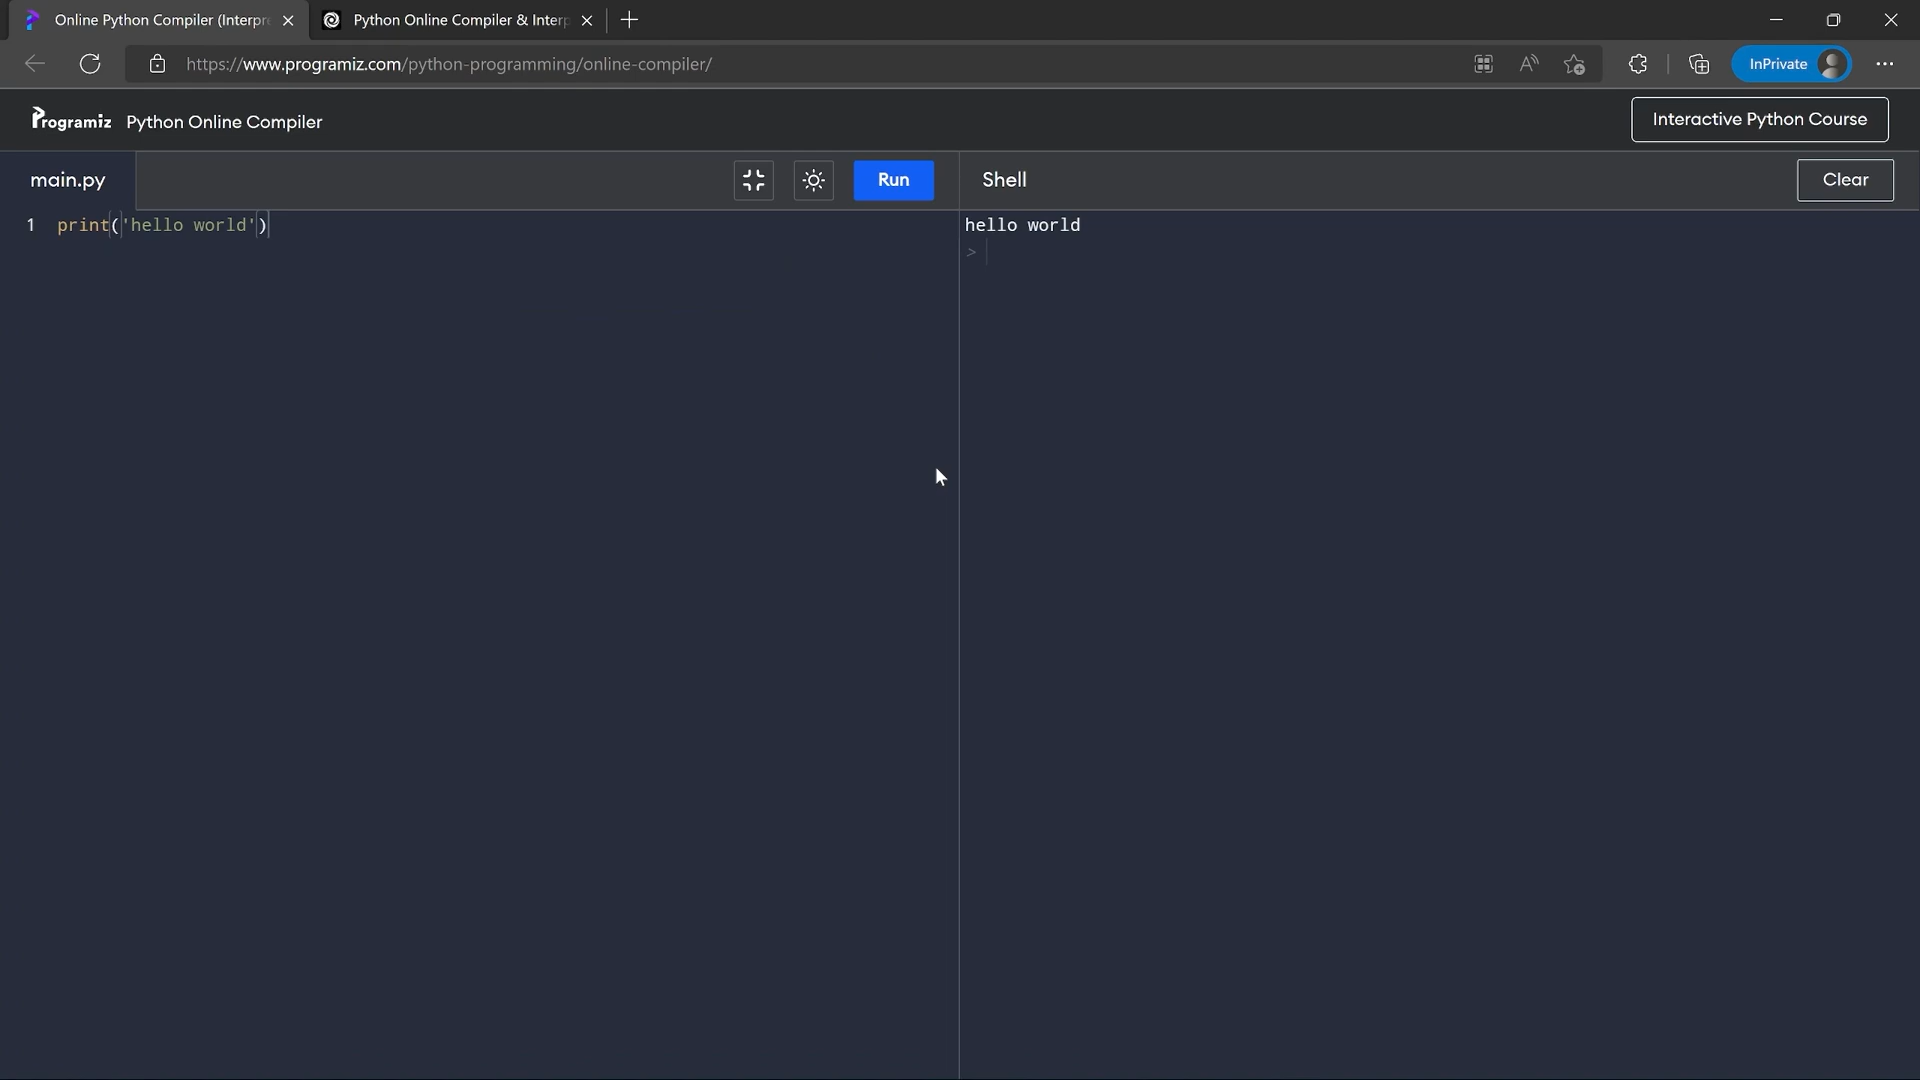 Online Python Compiler (Interpre
Python Online Compiler & Interp
https://www.programiz.com/python-programming/online-compiler/
InPrivate
Programiz Python Online Compiler
Interactive Python Course
main.py
Run
Shell
Clear
1 print('hello world')
hello world
>